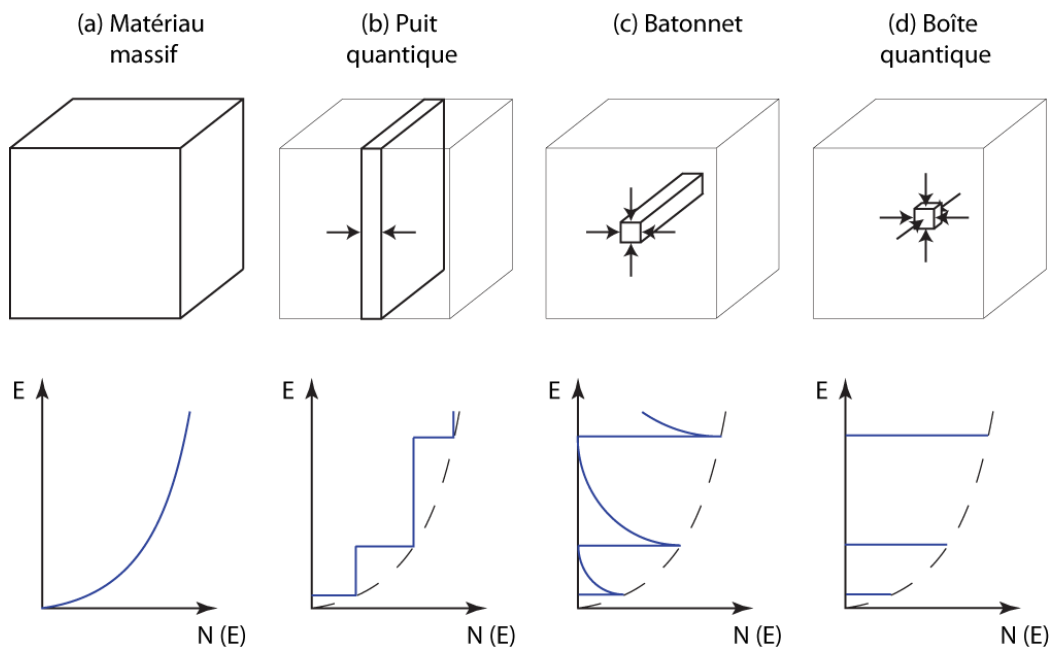 (a) Matériau
massif
(b) Puit
quantique
(c) Batonnet
(d) Boîte
quantique
E
N (E)
E
N (E)
E
N (E)
E
N (E)